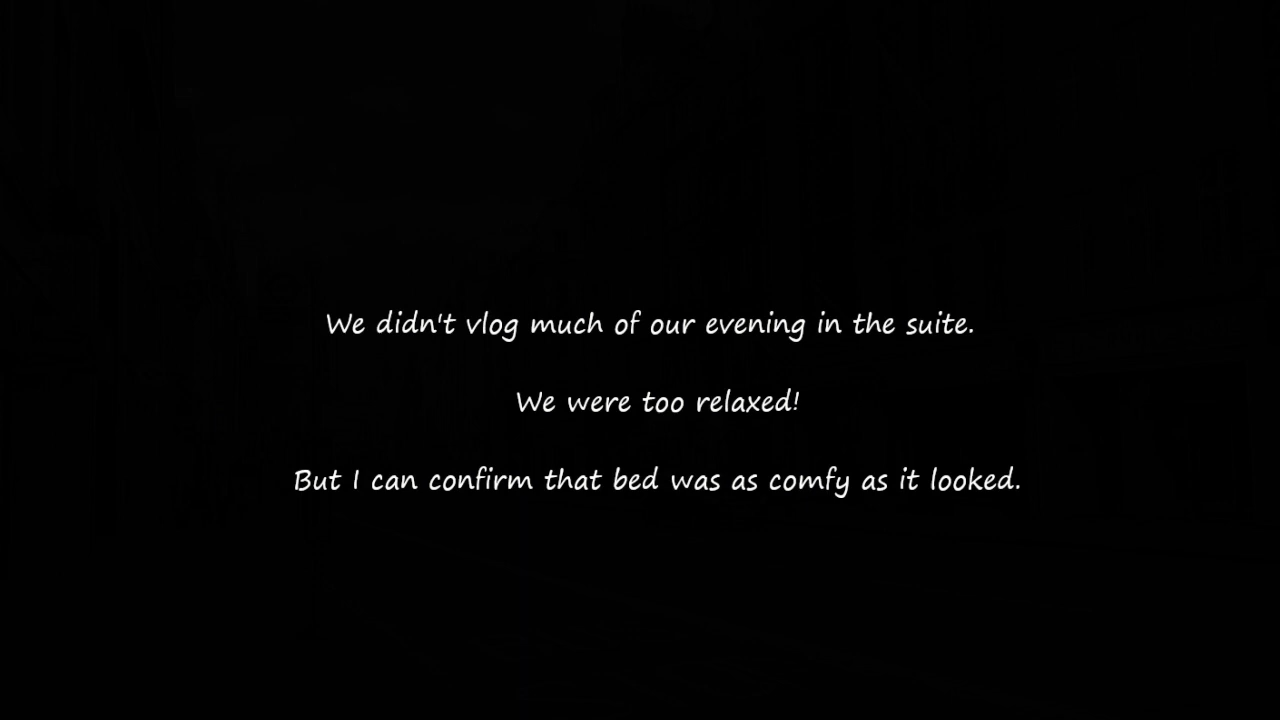 We didn't vlog much of our evening in the suite.
We were too relaxed!
But I can confirm that bed was as comfy as it looked.